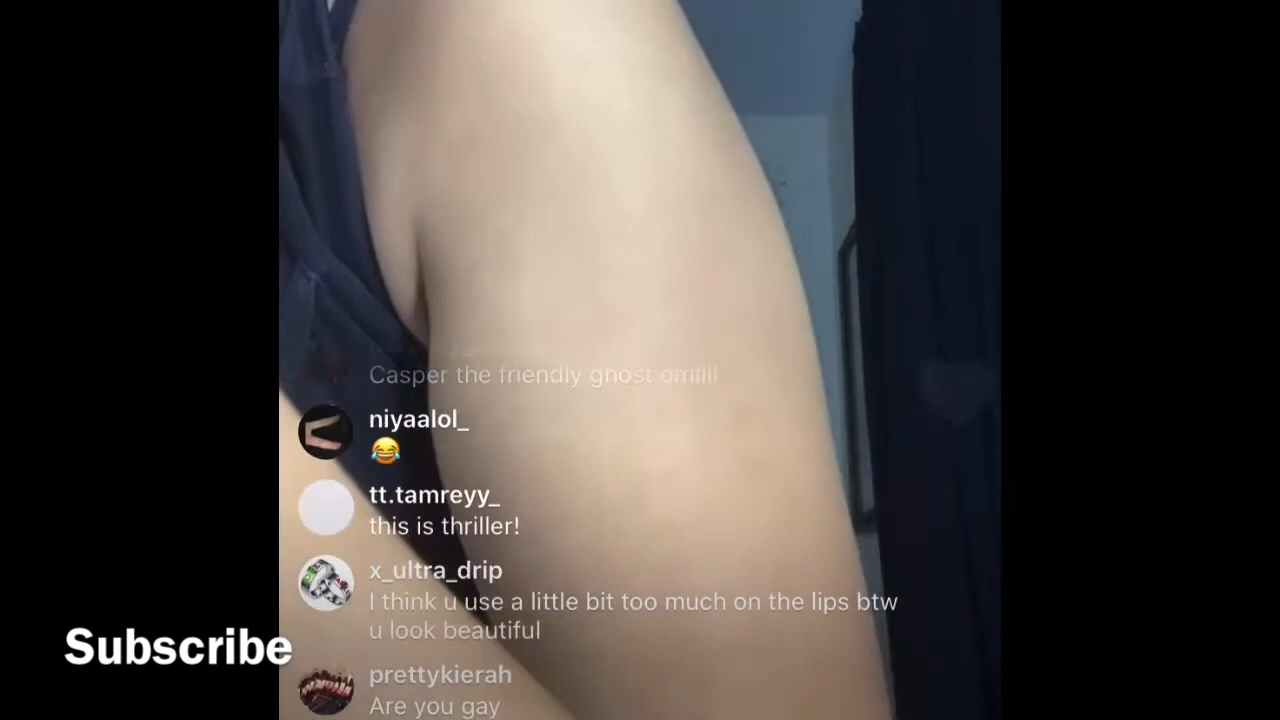 Casper the friendly ghost omllll
niyaalol_
😂
tt.tamreyy_
this is thriller!
x_ultra_drip
I think u use a little bit too much on the lips btw
u look beautiful
Subscribe
prettykierah
Are you gay